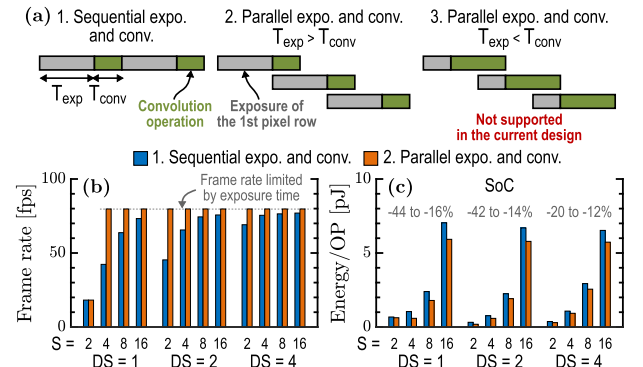 (a) 1. Sequential expo. and conv.
2. Parallel expo. and conv.
T_exp > T_conv
3. Parallel expo. and conv.
T_exp < T_conv
T_exp T_conv
Convolution operation
Exposure of the 1st pixel row
Not supported in the current design
1. Sequential expo. and conv. 2. Parallel expo. and conv.
(b)
Frame rate [fps]
100
50
0
Frame rate limited by exposure time
S = 2 4 8 16 2 4 8 16 2 4 8 16
DS = 1 DS = 2 DS = 4
(c)
SoC
Energy/OP [pJ]
10
5
0
-44 to -16% -42 to -14% -20 to -12%
S = 2 4 8 16 2 4 8 16 2 4 8 16
DS = 1 DS = 2 DS = 4